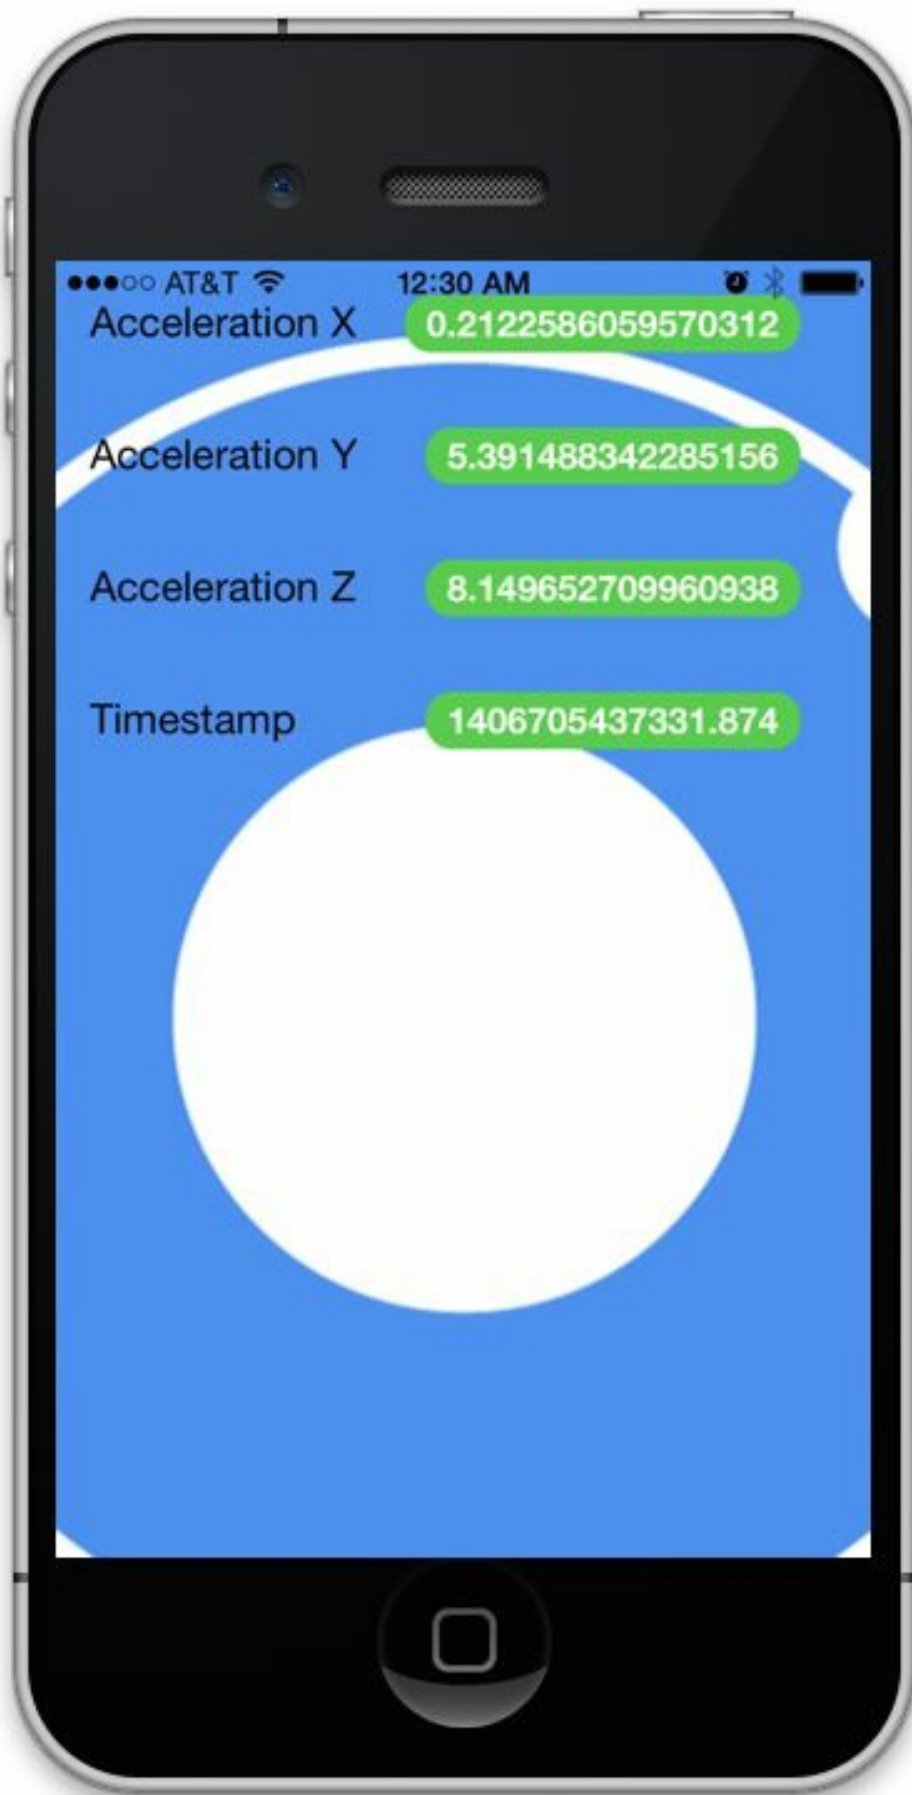 AT&T 12:30 AM
Acceleration X 0.2122586059570312
Acceleration Y 5.391488342285156
Acceleration Z 8.149652709960938
Timestamp 1406705437331.874